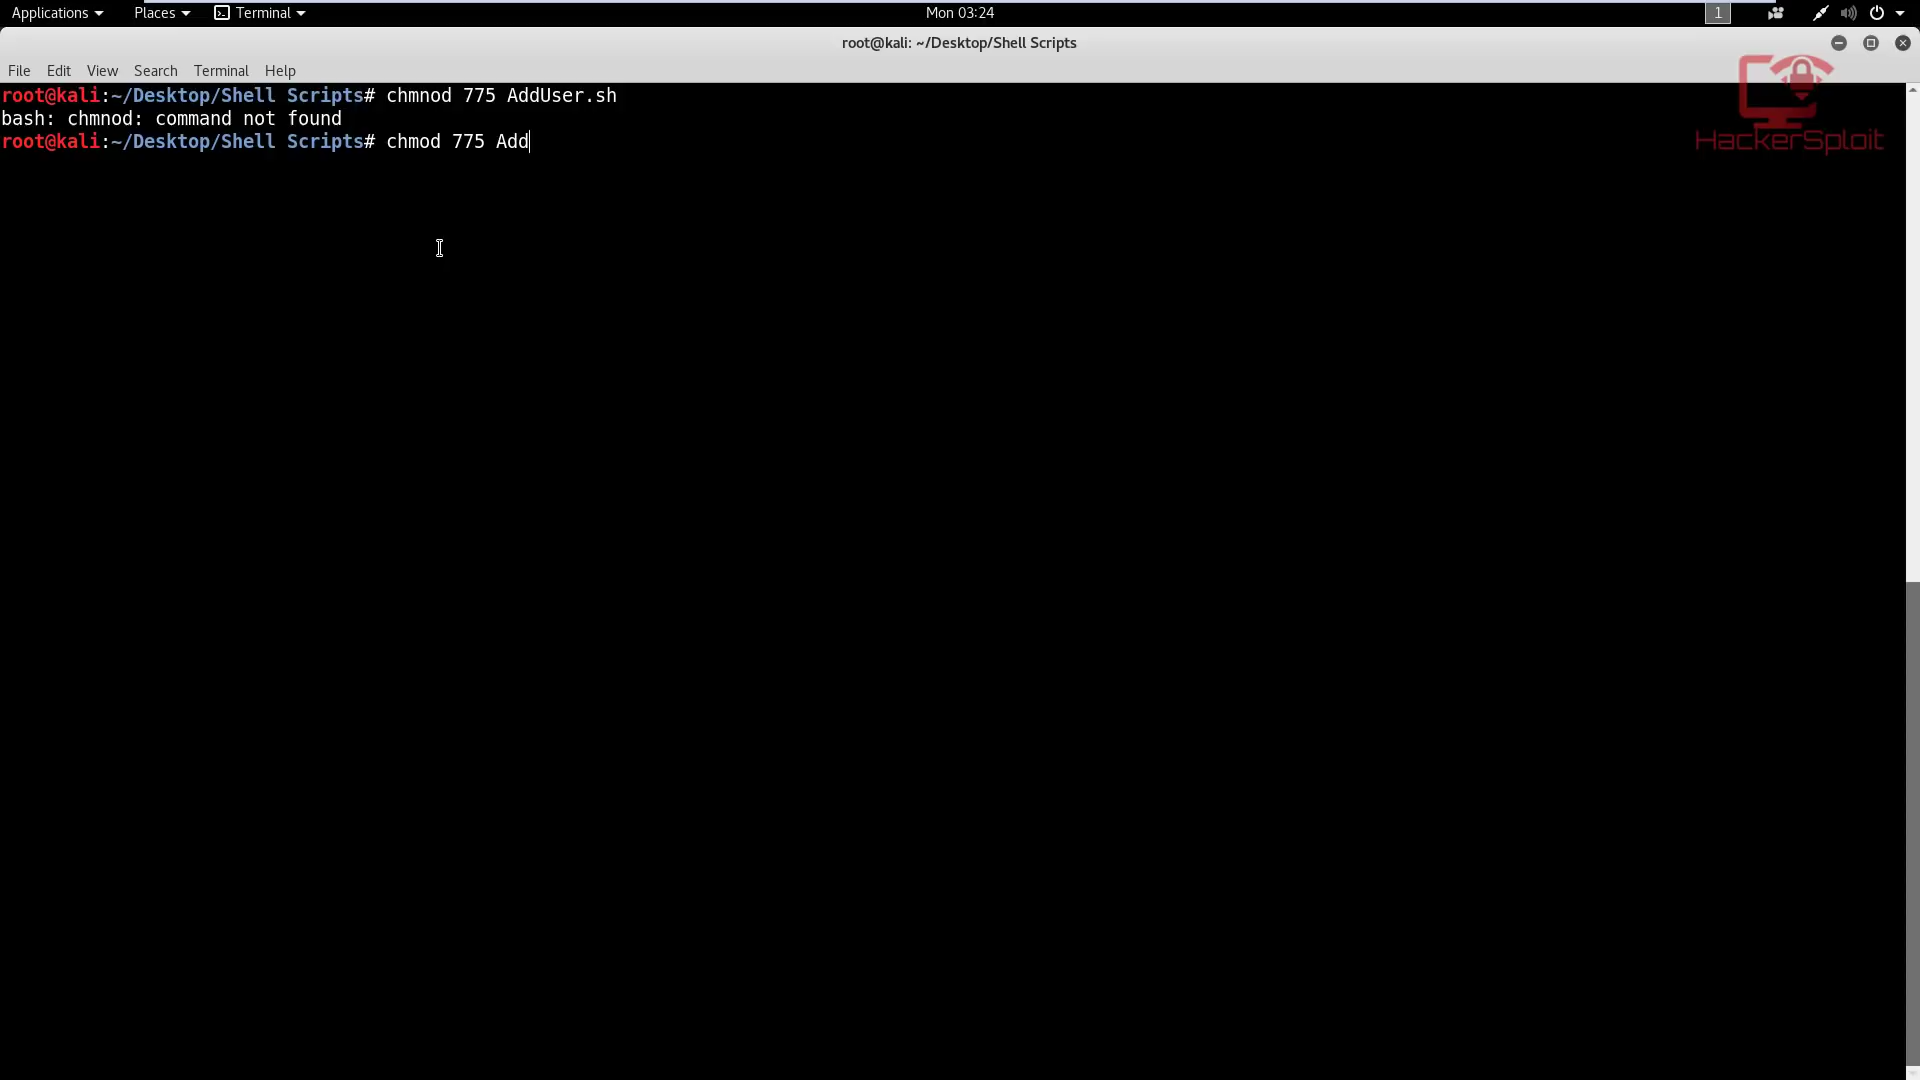 Applications Places Terminal Mon 03:24 1
root@kali: ~/Desktop/Shell Scripts
File Edit View Search Terminal Help
root@kali:~/Desktop/Shell Scripts# chmnod 775 AddUser.sh
bash: chmnod: command not found
root@kali:~/Desktop/Shell Scripts# chmod 775 Add
HackerSploit